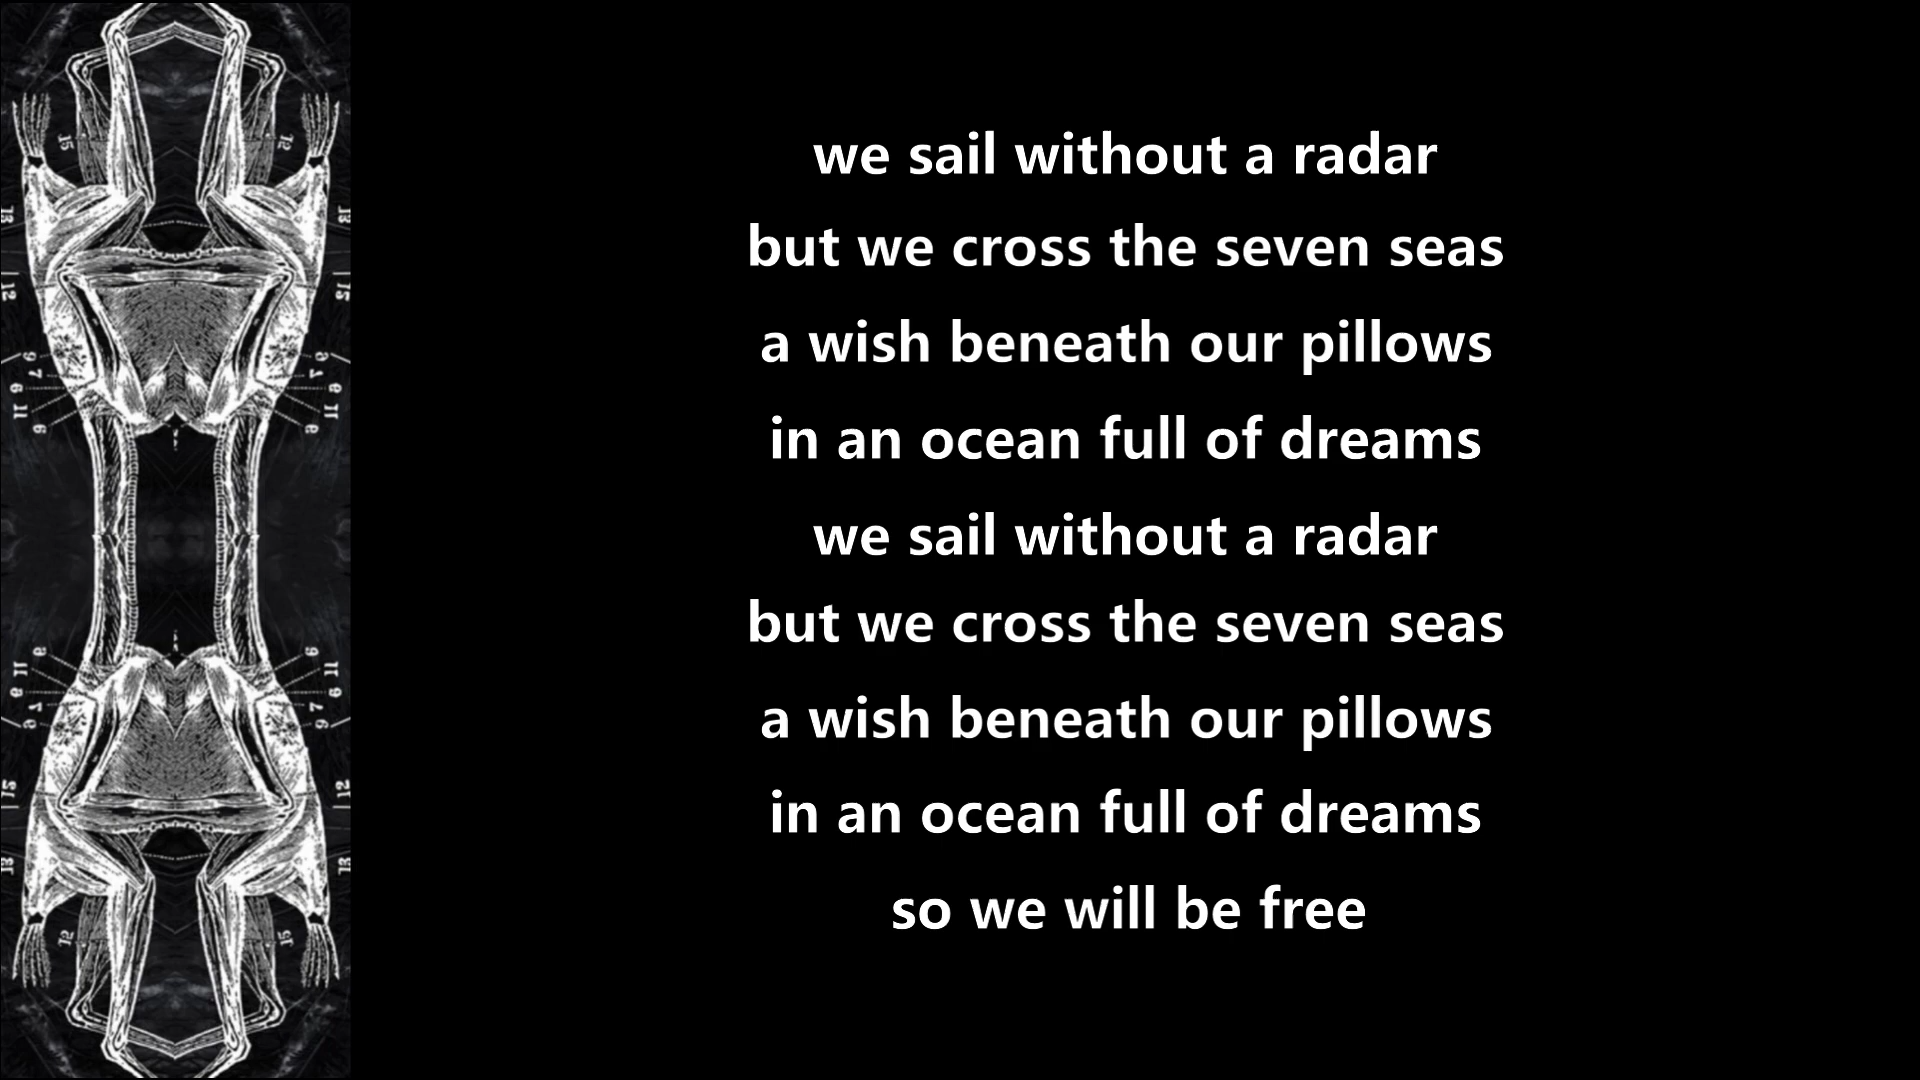 we sail without a radar
but we cross the seven seas
a wish beneath our pillows
in an ocean full of dreams
we sail without a radar
but we cross the seven seas
a wish beneath our pillows
in an ocean full of dreams
so we will be free